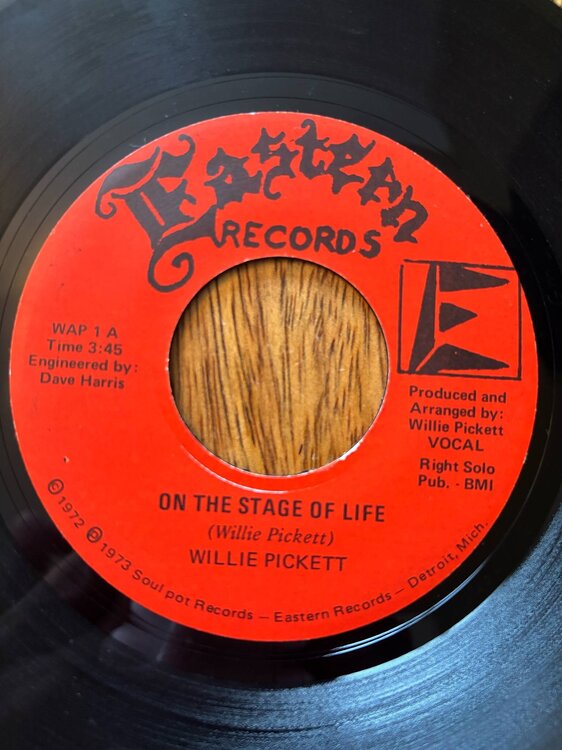 Eastern
RECORDS
E
WAP 1 A
Time 3:45
Engineered by:
Dave Harris
Produced and
Arranged by:
Willie Pickett
VOCAL
Right Solo
Pub. - BMI
ON THE STAGE OF LIFE
(Willie Pickett)
WILLIE PICKETT
© 1972 ℗ 1973 Soul pot Records — Eastern Records — Detroit, Mich.